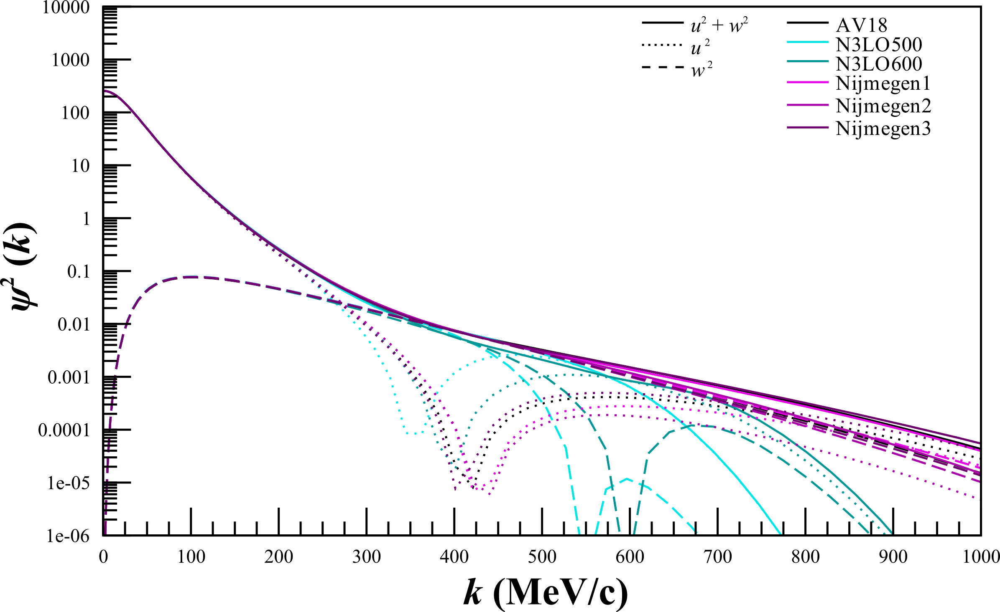 10000
1000
100
10
1
0.1
0.01
0.001
0.0001
1e-05
1e-06
ψ² (k)
u² + w²
u²
w²
AV18
N3LO500
N3LO600
Nijmegen1
Nijmegen2
Nijmegen3
0 100 200 300 400 500 600 700 800 900 1000
k (MeV/c)